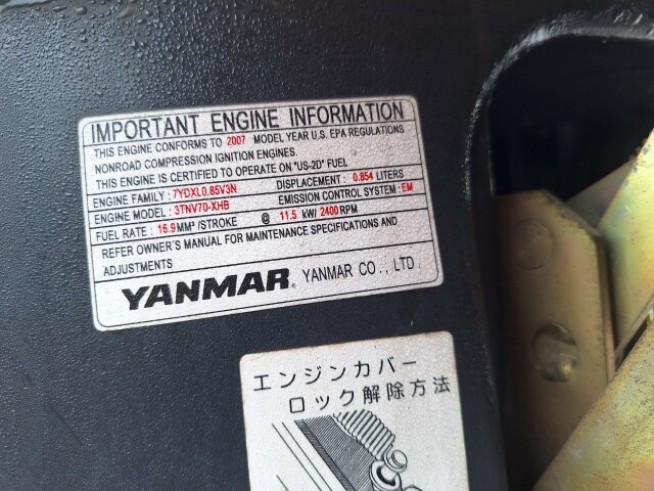 IMPORTANT ENGINE INFORMATION
THIS ENGINE CONFORMS TO 2007 MODEL YEAR U.S. EPA REGULATIONS
NONROAD COMPRESSION IGNITION ENGINES.
THIS ENGINE IS CERTIFIED TO OPERATE ON "US-2D" FUEL
ENGINE FAMILY : 7YDXL0.85V3N DISPLACEMENT : 0.854 LITERS
ENGINE MODEL : 3TNV70-XHB EMISSION CONTROL SYSTEM : EM
FUEL RATE : 16.9MM³ /STROKE @ 11.5 kW/ 2400 RPM
REFER OWNER'S MANUAL FOR MAINTENANCE SPECIFICATIONS AND
ADJUSTMENTS
YANMAR® YANMAR CO., LTD.
エンジンカバー
ロック解除方法